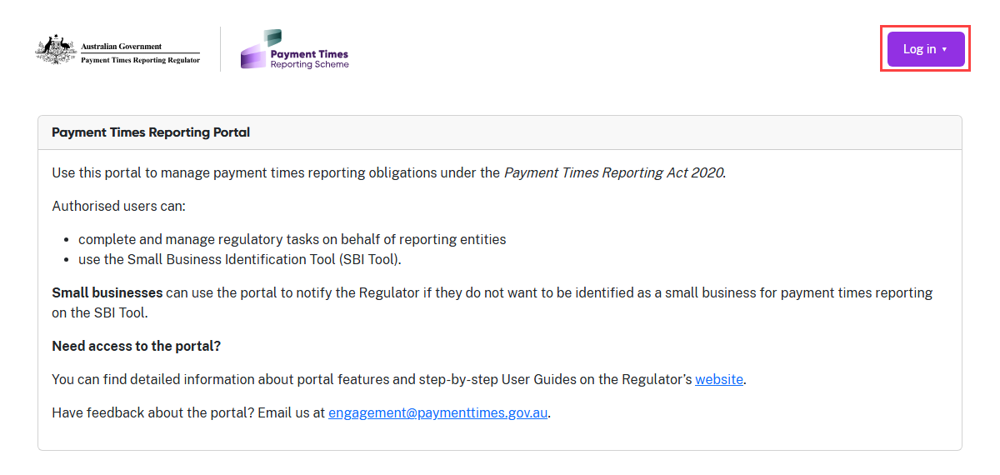 Australian Government
Payment Times Reporting Regulator
Payment Times
Reporting Scheme
Log in
Payment Times Reporting Portal
Use this portal to manage payment times reporting obligations under the Payment Times Reporting Act 2020.
Authorised users can:
• complete and manage regulatory tasks on behalf of reporting entities
• use the Small Business Identification Tool (SBI Tool).
Small businesses can use the portal to notify the Regulator if they do not want to be identified as a small business for payment times reporting
on the SBI Tool.
Need access to the portal?
You can find detailed information about portal features and step-by-step User Guides on the Regulator’s website.
Have feedback about the portal? Email us at engagement@paymenttimes.gov.au.